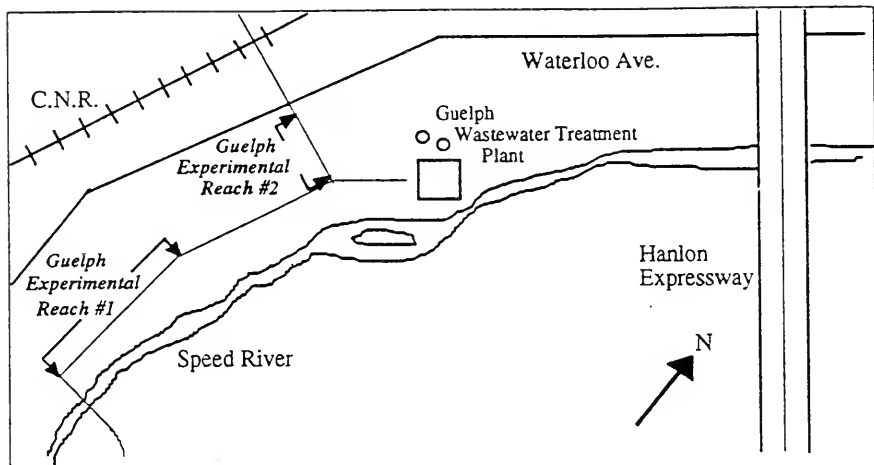 Waterloo Ave.
C.N.R.
Guelph
Wastewater Treatment
Plant
Guelph
Experimental
Reach #2
Guelph
Experimental
Reach #1
Hanlon
Expressway
Speed River
N